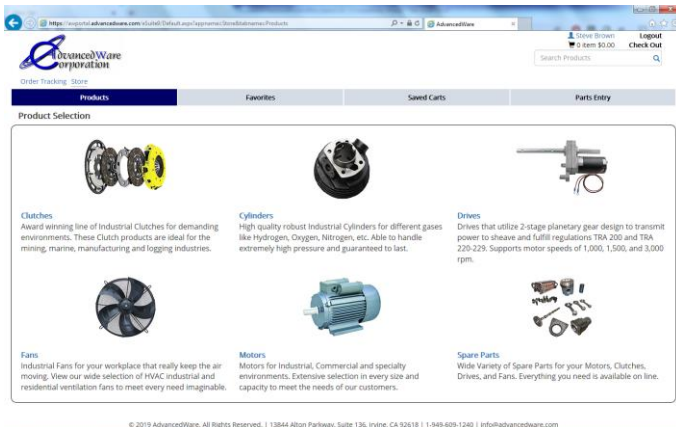 https://avsportal.advancedware.com/eSuite8/Default.aspx?appname=Store&tabname=Products
AdvancedWare
Steve Brown Logout
0 item $0.00 Check Out
AdvancedWare
Corporation
Search Products
Order Tracking Store
Products Favorites Saved Carts Parts Entry
Product Selection
Clutches
Award winning line of Industrial Clutches for demanding
environments. These Clutch products are ideal for the
mining, marine, manufacturing and logging industries.
Cylinders
High quality robust Industrial Cylinders for different gases
like Hydrogen, Oxygen, Nitrogen, etc. Able to handle
extremely high pressure and guaranteed to last.
Drives
Drives that utilize 2-stage planetary gear design to transmit
power to sheave and fulfill regulations TRA 200 and TRA
220-229. Supports motor speeds of 1,000, 1,500, and 3,000
rpm.
Fans
Industrial Fans for your workplace that really keep the air
moving. View our wide selection of HVAC industrial and
residential ventilation fans to meet every need imaginable.
Motors
Motors for Industrial, Commercial and specialty
environments. Extensive selection in every size and
capacity to meet the needs of our customers.
Spare Parts
Wide Variety of Spare Parts for your Motors, Clutches,
Drives, and Fans. Everything you need is available on line.
© 2019 AdvancedWare. All Rights Reserved. | 13844 Alton Parkway, Suite 136, Irvine, CA 92618 | 1-949-609-1240 | info@advancedware.com